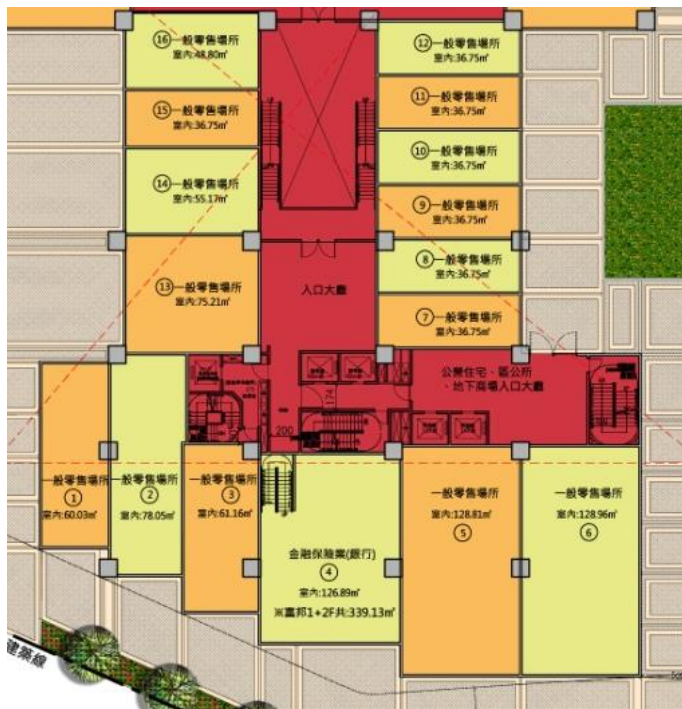 ⑯一般零售場所
室內:48.80㎡
⑫一般零售場所
室內:36.75㎡
⑮一般零售場所
室內:36.75㎡
⑪一般零售場所
室內:36.75㎡
⑩一般零售場所
室內:36.75㎡
⑭一般零售場所
室內:55.17㎡
⑨一般零售場所
室內:36.75㎡
⑧一般零售場所
室內:36.75㎡
⑬一般零售場所
室內:75.21㎡
入口大廳
⑦一般零售場所
室內:36.75㎡
公營住宅、區公所
、地下商場入口大廳
174
200
一般零售場所
①
室內:60.03㎡
一般零售場所
②
室內:78.05㎡
一般零售場所
③
室內:61.16㎡
金融保險業(銀行)
④
室內:126.89㎡
※富邦1+2F共:339.13㎡
一般零售場所
室內:128.81㎡
⑤
一般零售場所
室內:128.96㎡
⑥
建築線